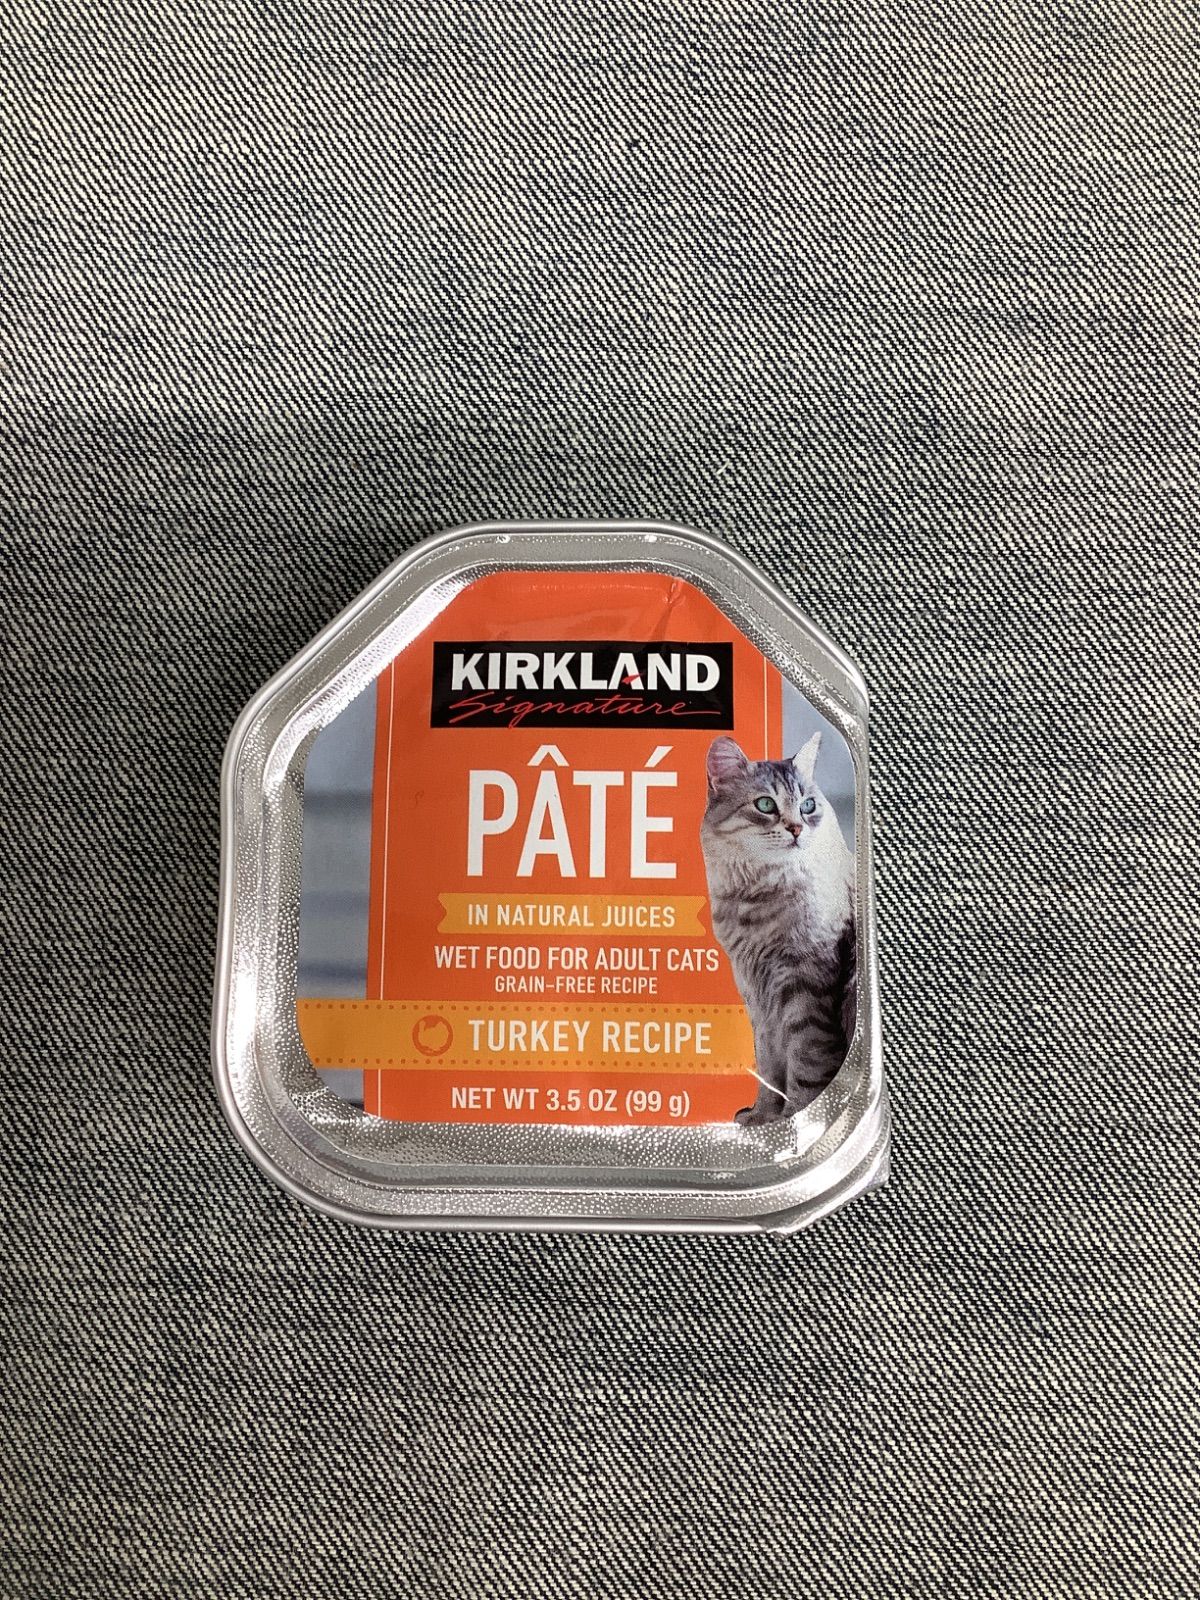 KIRKLAND
Signature
PÂTÉ
IN NATURAL JUICES
WET FOOD FOR ADULT CATS
GRAIN-FREE RECIPE
TURKEY RECIPE
NET WT 3.5 OZ (99 g)